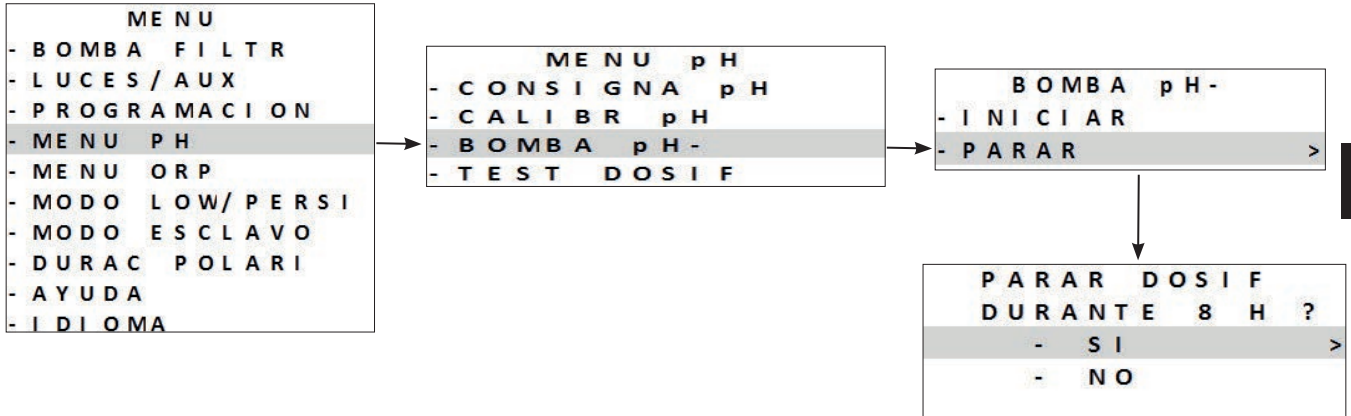 MENU
- BOMBA FILTR
- LUCES/AUX
- PROGRAMACION
- MENU PH
- MENU ORP
- MODO LOW/PERSI
- MODO ESCLAVO
- DURAC POLARI
- AYUDA
- IDIOMA
MENU pH
- CONSIGNA pH
- CALIBR pH
- BOMBA pH-
- TEST DOSIF
BOMBA pH-
- INICIAR
- PARAR >
PARAR DOSIF
DURANTE 8 H ?
- SI >
- NO